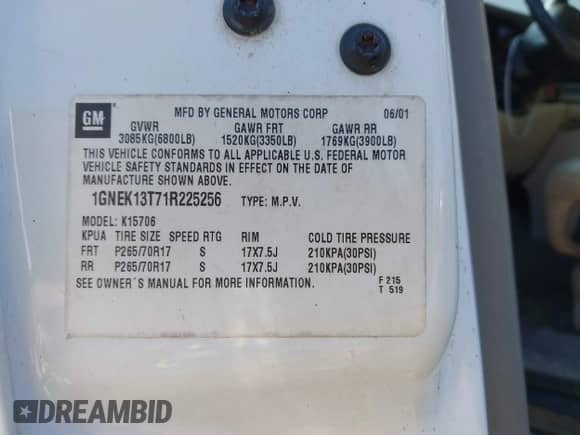 GM
MFD BY GENERAL MOTORS CORP 06/01
GVWR GAWR FRT GAWR RR
3085KG(6800LB) 1520KG(3350LB) 1769KG(3900LB)
THIS VEHICLE CONFORMS TO ALL APPLICABLE U.S. FEDERAL MOTOR
VEHICLE SAFETY STANDARDS IN EFFECT ON THE DATE OF
MANUFACTURE SHOWN ABOVE.
1GNEK13T71R225256 TYPE: M.P.V.
MODEL: K15706
KPUA TIRE SIZE SPEED RTG RIM COLD TIRE PRESSURE
FRT P265/70R17 S 17X7.5J 210KPA(30PSI)
RR P265/70R17 S 17X7.5J 210KPA(30PSI)
SEE OWNER'S MANUAL FOR MORE INFORMATION.
F 215
T 519
DREAMBID